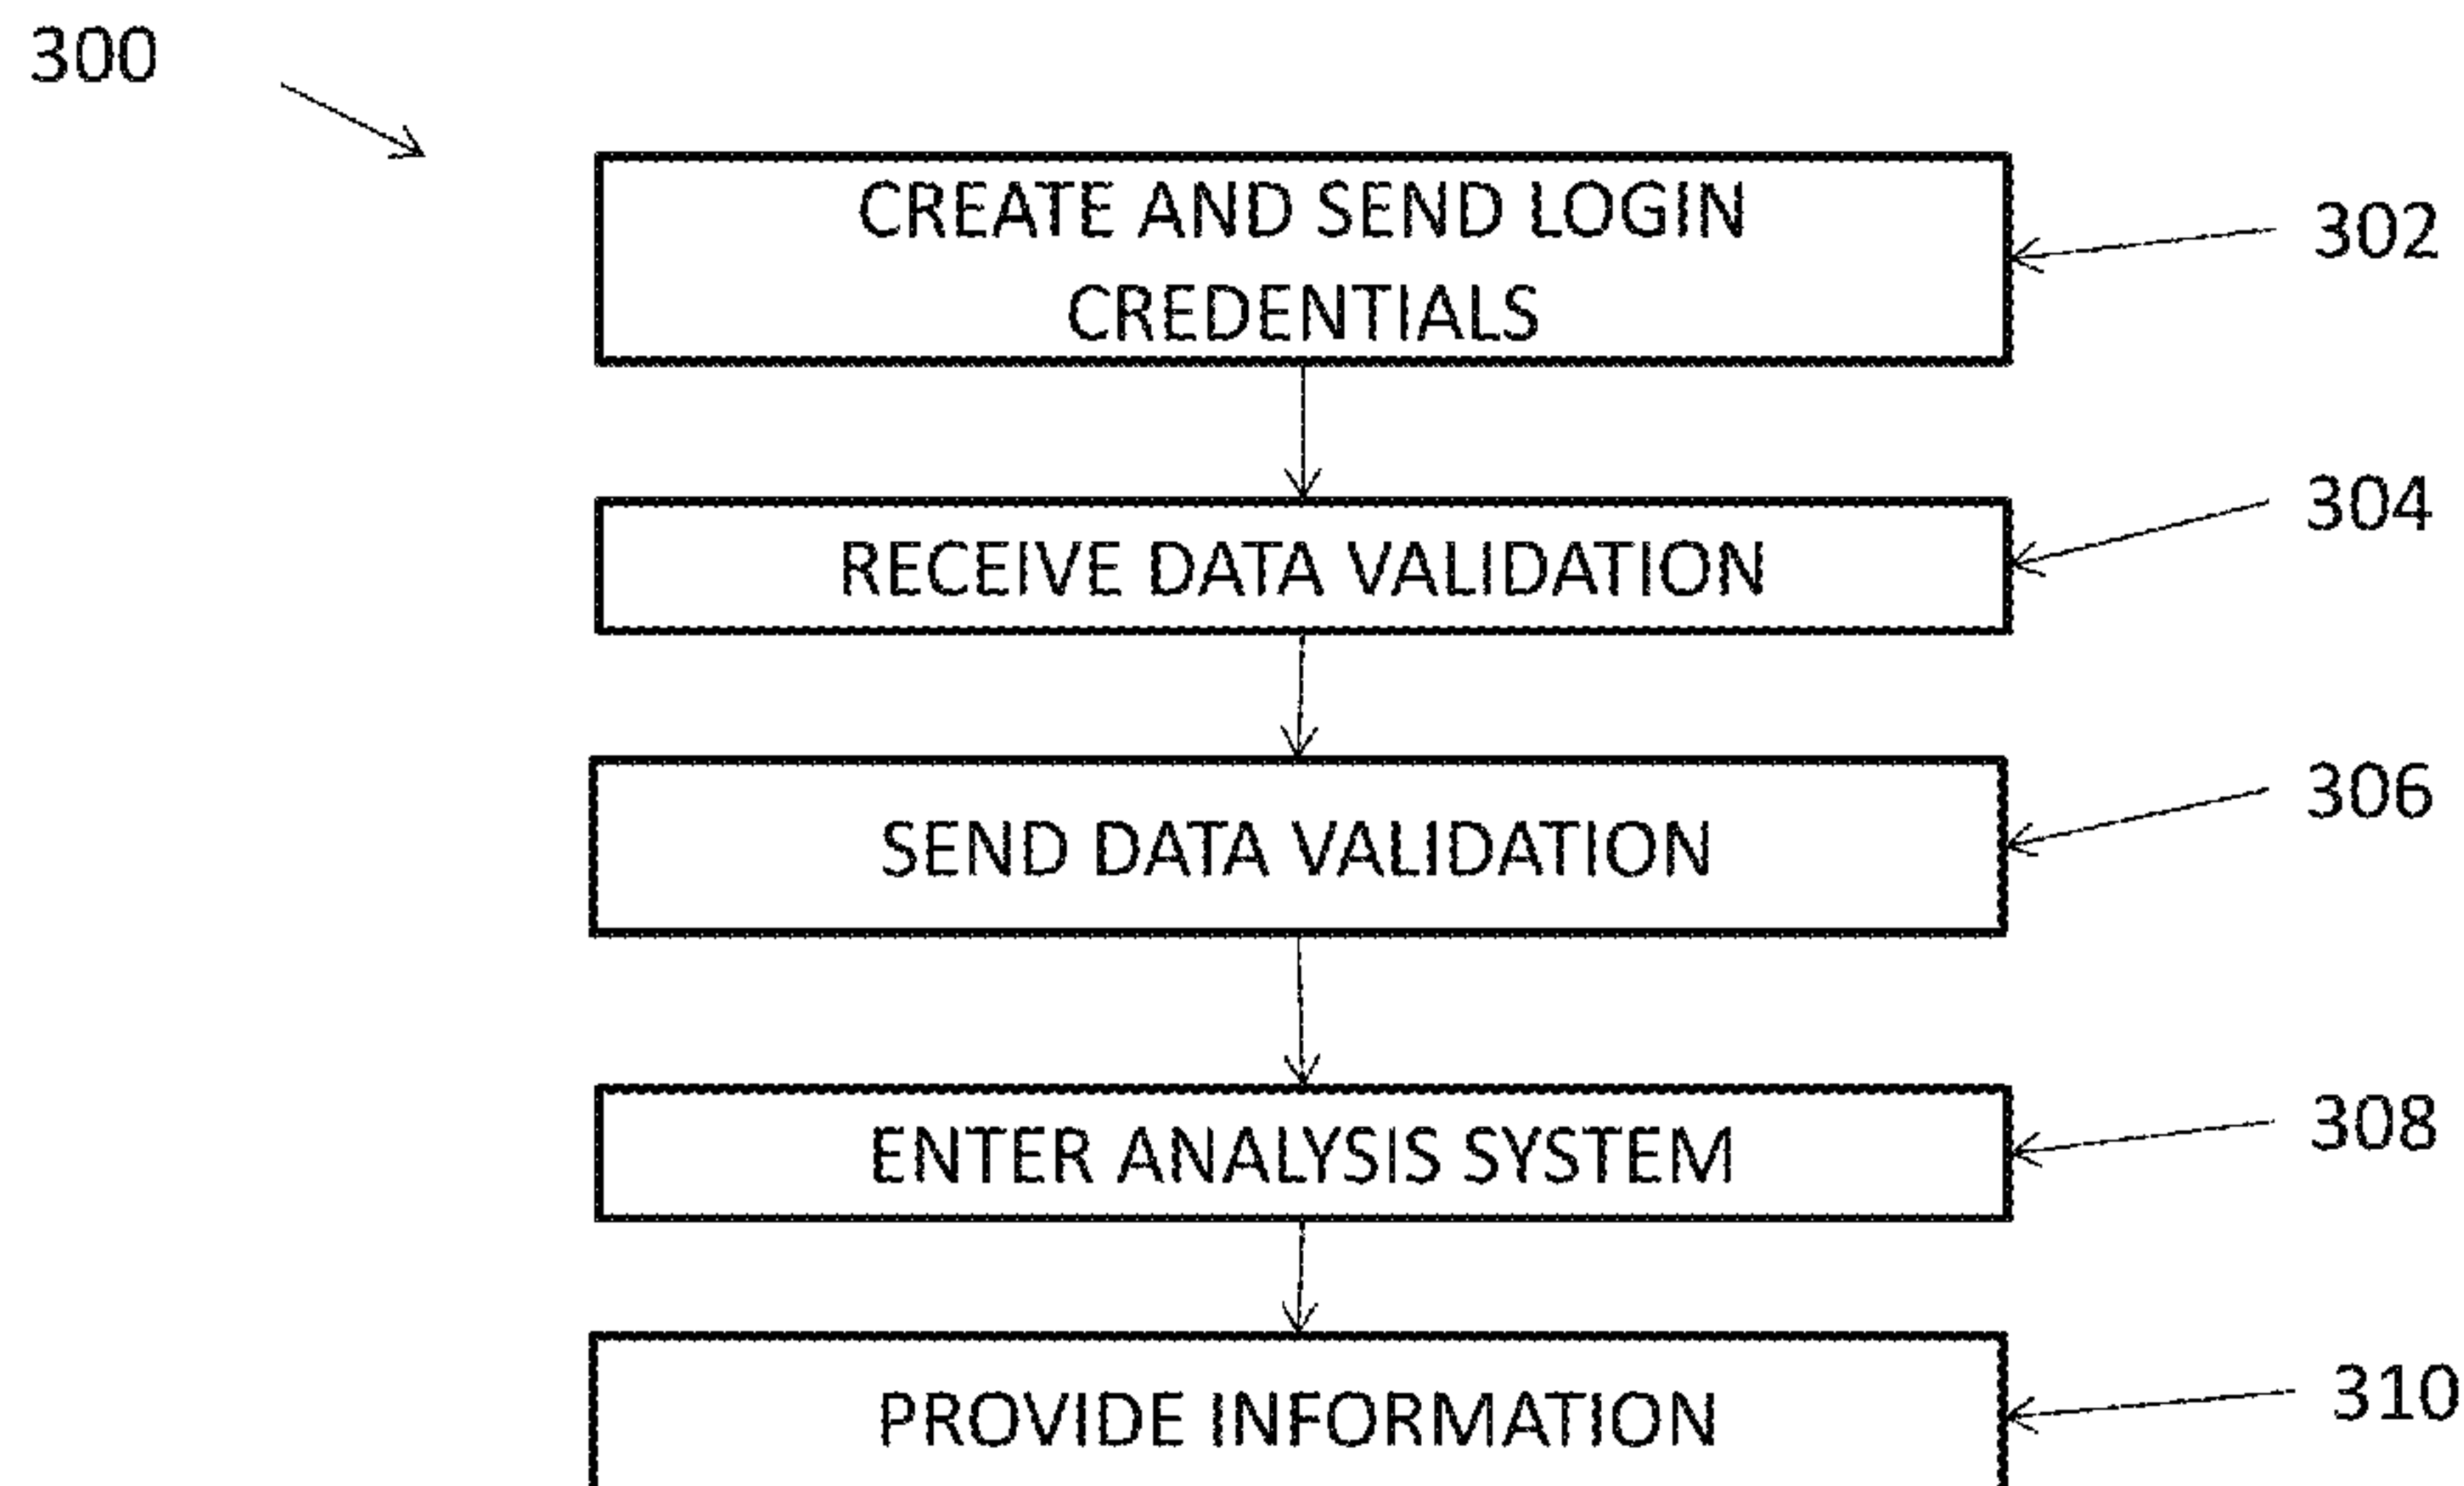 300
CREATE AND SEND LOGIN
CREDENTIALS
302
RECEIVE DATA VALIDATION
304
SEND DATA VALIDATION
306
ENTER ANALYSIS SYSTEM
308
PROVIDE INFORMATION
310